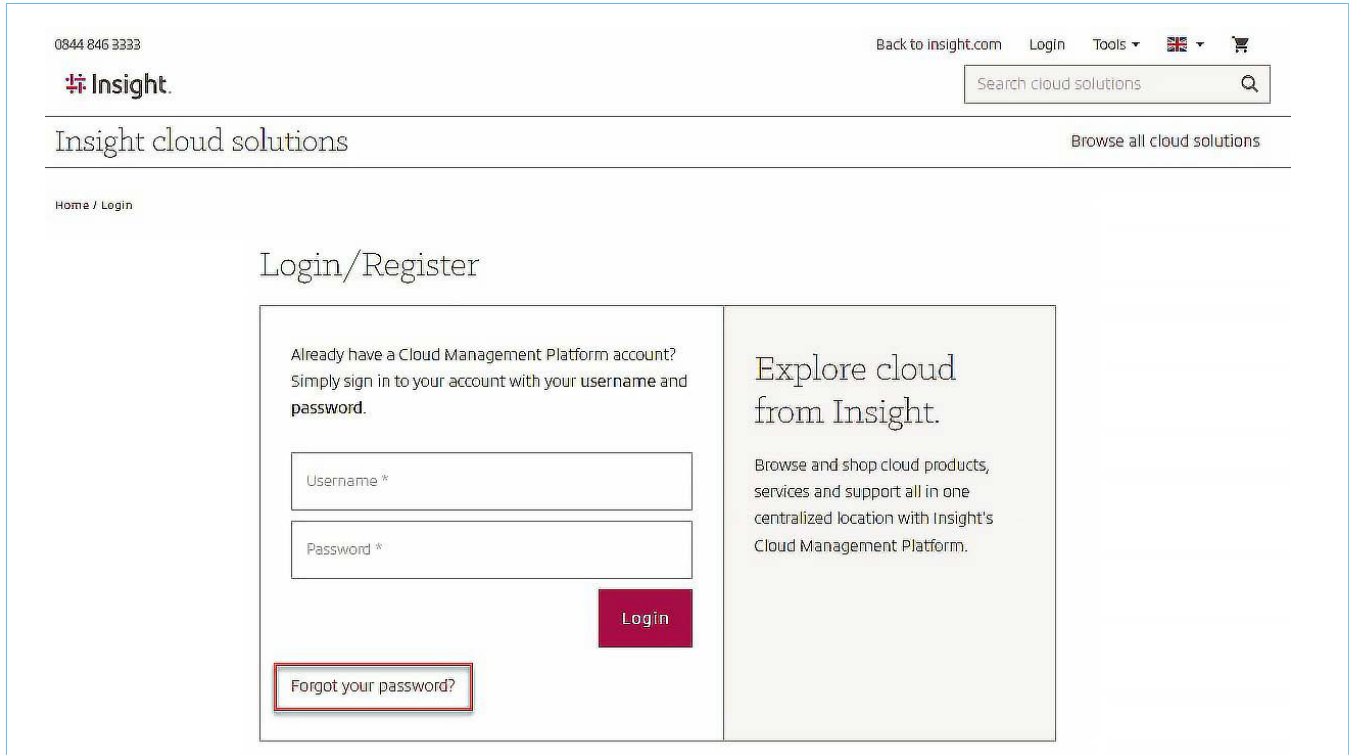 0844 846 3333
Back to insight.com Login Tools
Insight.
Search cloud solutions
Insight cloud solutions
Browse all cloud solutions
Home / Login
Login/Register
Already have a Cloud Management Platform account?
Simply sign in to your account with your username and
password.
Username *
Password *
Login
Forgot your password?
Explore cloud
from Insight.
Browse and shop cloud products,
services and support all in one
centralized location with Insight's
Cloud Management Platform.